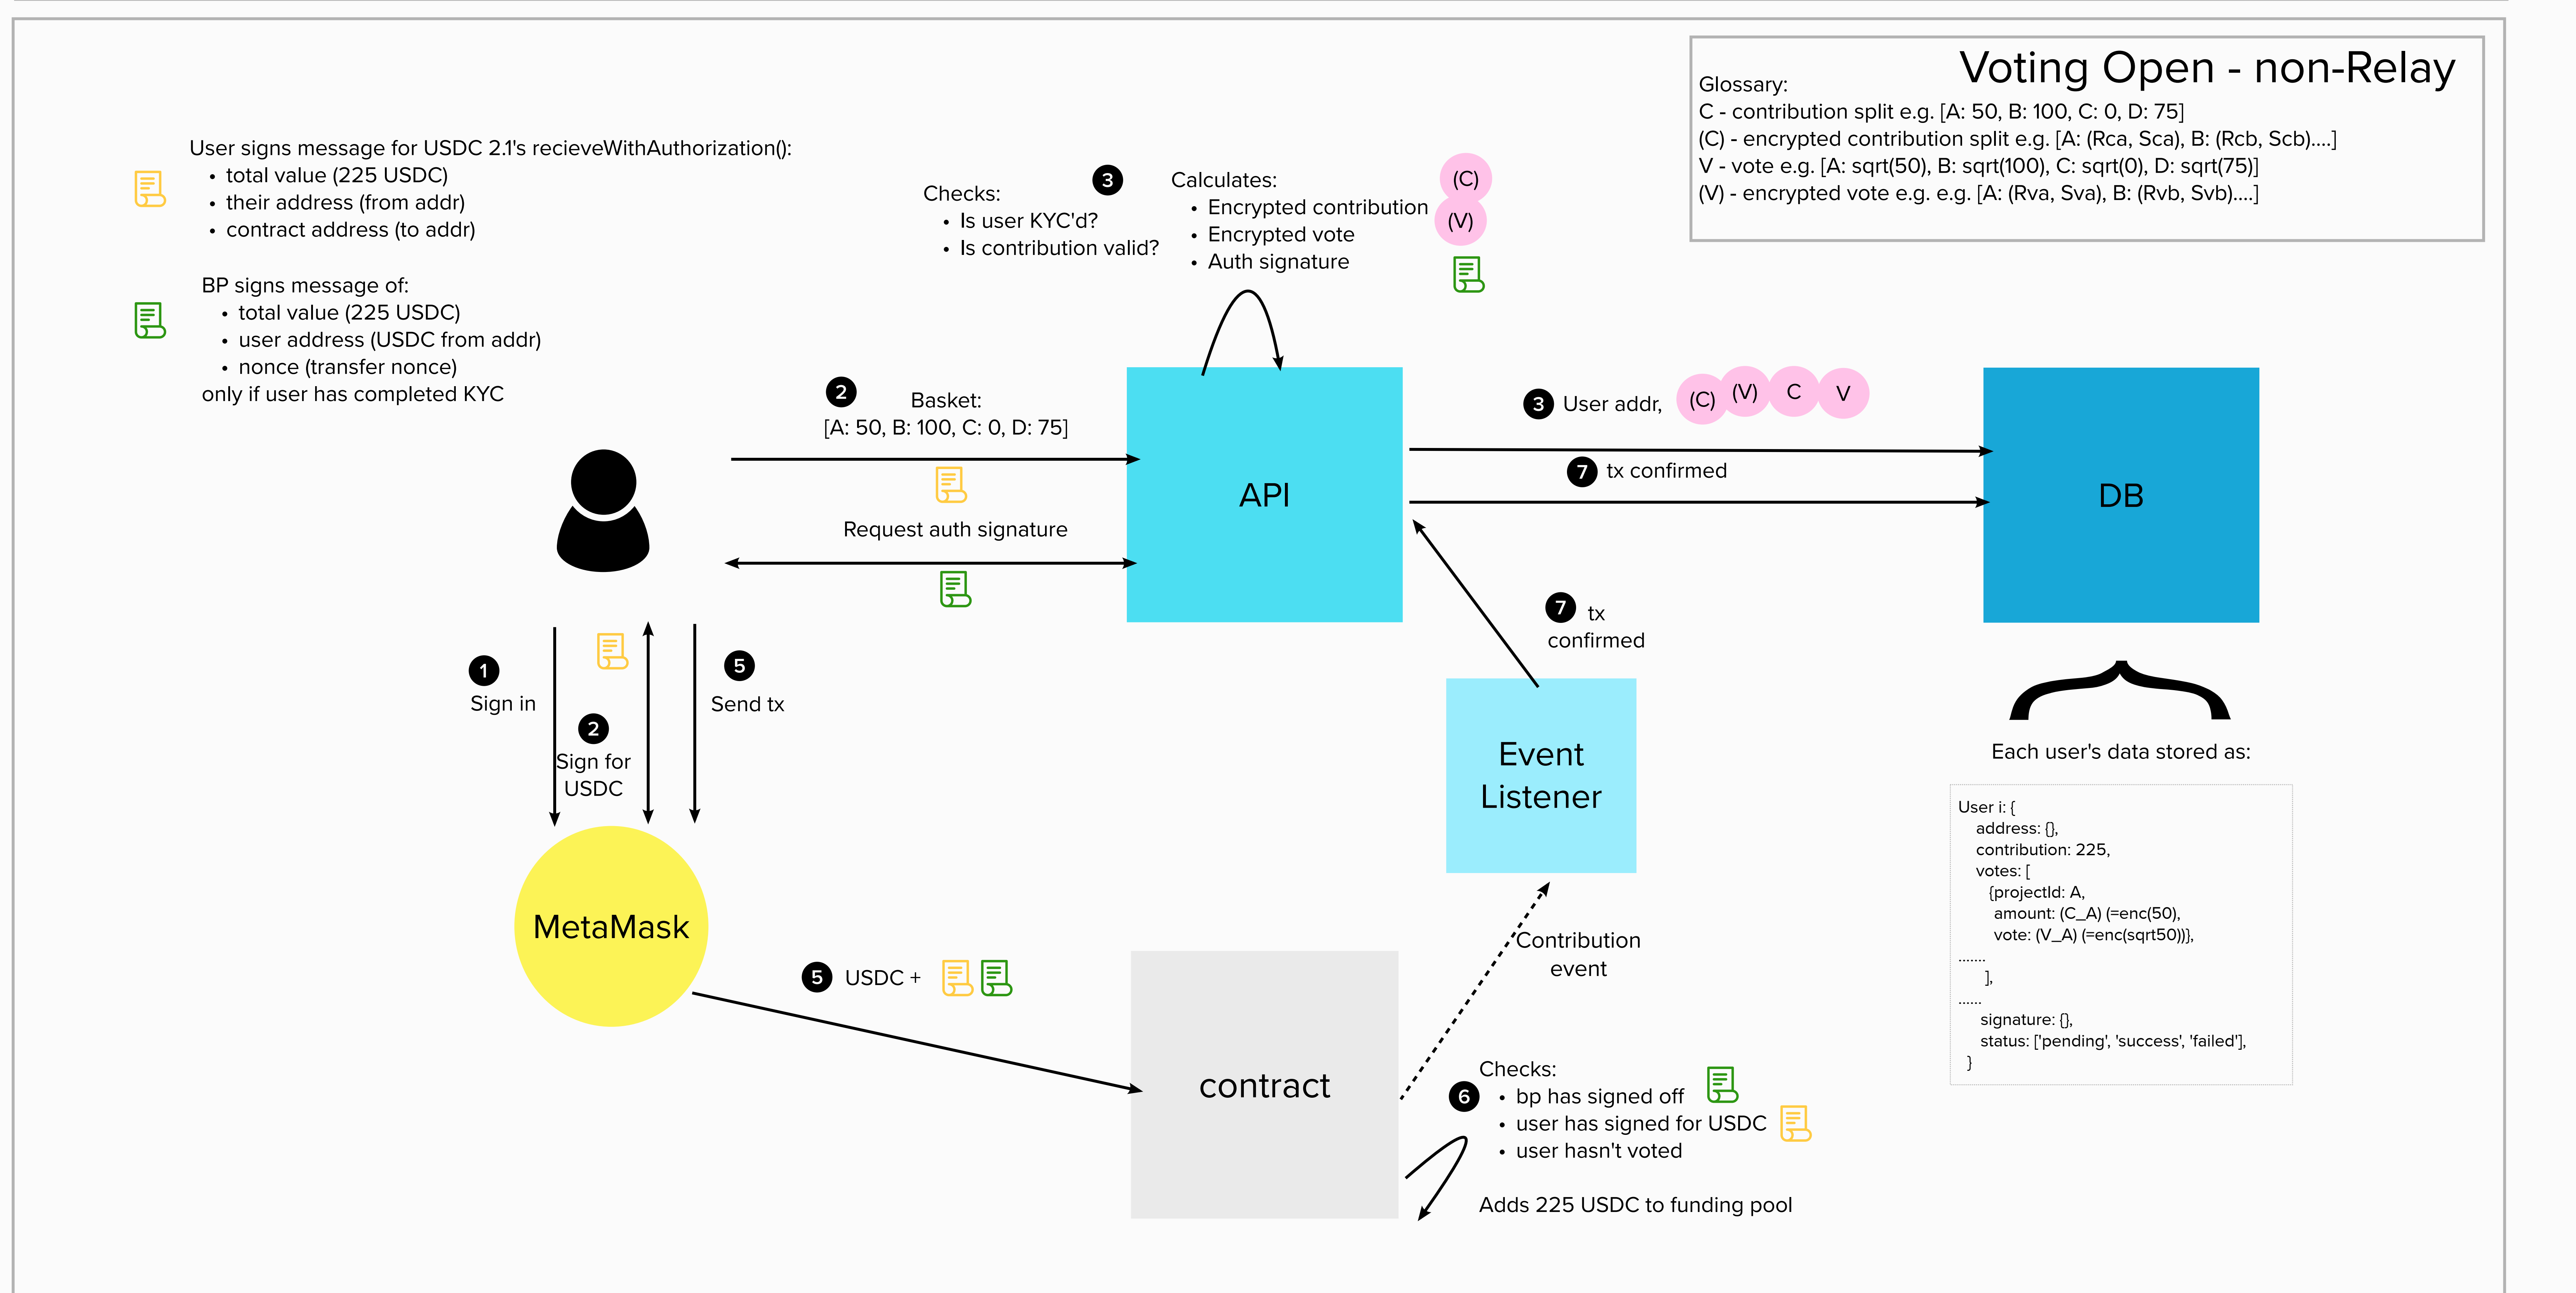 Voting Open - non-Relay
Glossary:
C - contribution split e.g. [A: 50, B: 100, C: 0, D: 75]
(C) - encrypted contribution split e.g. [A: (Rca, Sca), B: (Rcb, Scb)....]
V - vote e.g. [A: sqrt(50), B: sqrt(100), C: sqrt(0), D: sqrt(75)]
(V) - encrypted vote e.g. e.g. [A: (Rva, Sva), B: (Rvb, Svb)....]
User signs message for USDC 2.1's recieveWithAuthorization():
• total value (225 USDC)
• their address (from addr)
• contract address (to addr)
BP signs message of:
• total value (225 USDC)
• user address (USDC from addr)
• nonce (transfer nonce)
only if user has completed KYC
3
Checks:
• Is user KYC'd?
• Is contribution valid?
Calculates:
• Encrypted contribution
• Encrypted vote
• Auth signature
(C)
(V)
2
Basket:
[A: 50, B: 100, C: 0, D: 75]
Request auth signature
API
3 User addr,
(C) (V) C V
7 tx confirmed
DB
1
Sign in
2
Sign for
USDC
5
Send tx
7 tx
confirmed
Event
Listener
MetaMask
5 USDC +
contract
Contribution
event
6
Checks:
• bp has signed off
• user has signed for USDC
• user hasn't voted
Adds 225 USDC to funding pool
Each user's data stored as:
User i: {
address: {},
contribution: 225,
votes: [
{projectId: A,
amount: (C_A) (=enc(50),
vote: (V_A) (=enc(sqrt50))},
.......
],
......
signature: {},
status: ['pending', 'success', 'failed'],
}